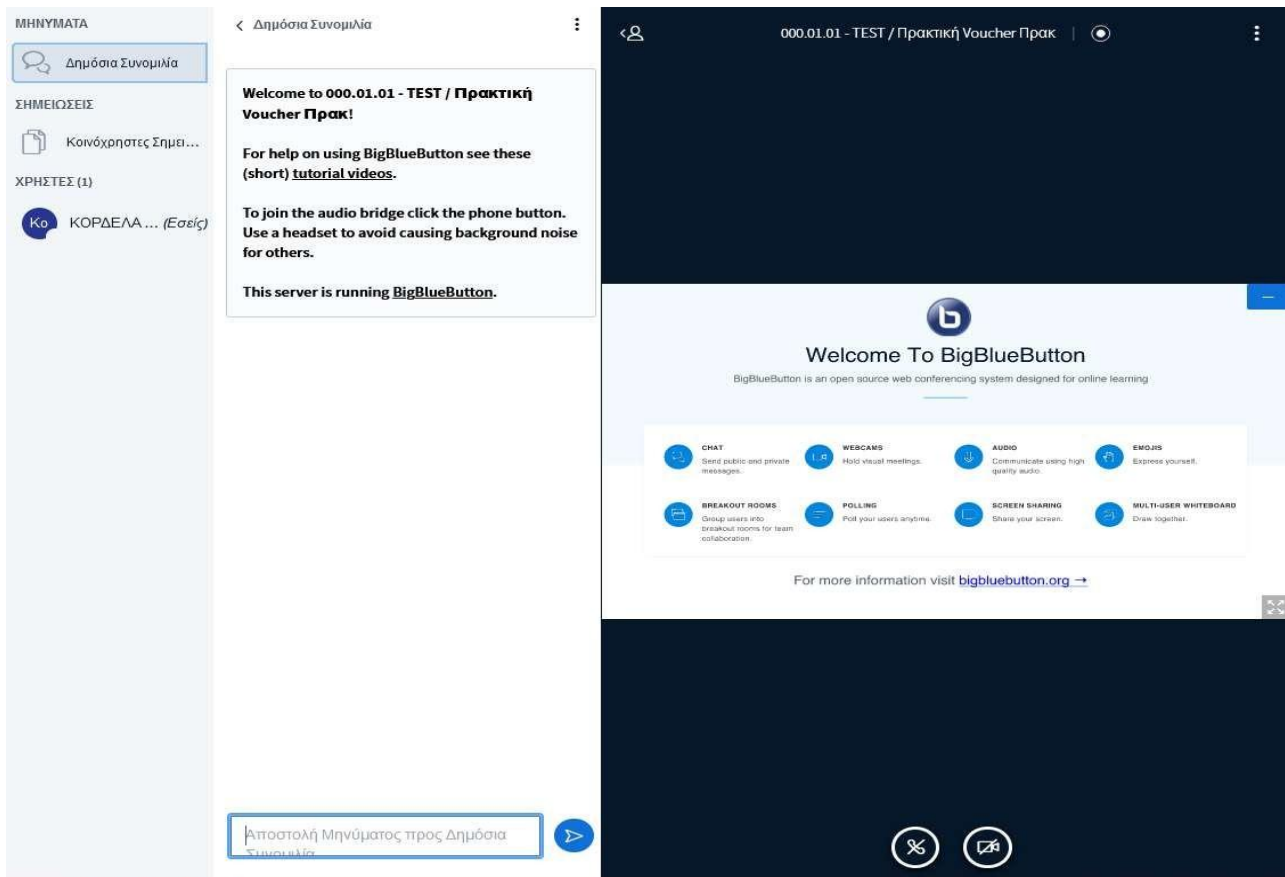 ΜΗΝΥΜΑΤΑ
Δημόσια Συνομιλία
ΣΗΜΕΙΩΣΕΙΣ
Κοινόχρηστες Σημει...
ΧΡΗΣΤΕΣ (1)
Κο
ΚΟΡΔΕΛΑ ... (Εσείς)
Δημόσια Συνομιλία
Welcome to 000.01.01 - TEST / Πρακτική
Voucher Πρακ!
For help on using BigBlueButton see these
(short) tutorial videos.
To join the audio bridge click the phone button.
Use a headset to avoid causing background noise
for others.
This server is running BigBlueButton.
Αποστολή Μηνύματος προς Δημόσια
Συνομιλία
000.01.01 - TEST / Πρακτική Voucher Πρακ
b
Welcome To BigBlueButton
BigBlueButton is an open source web conferencing system designed for online learning
CHAT
Send public and private
messages.
WEBCAMS
Hold visual meetings.
AUDIO
Communicate using high
quality audio.
EMOJIS
Express yourself.
BREAKOUT ROOMS
Group users into
breakout rooms for team
collaboration.
POLLING
Poll your users anytime.
SCREEN SHARING
Share your screen.
MULTI-USER WHITEBOARD
Draw together.
For more information visit bigbluebutton.org →